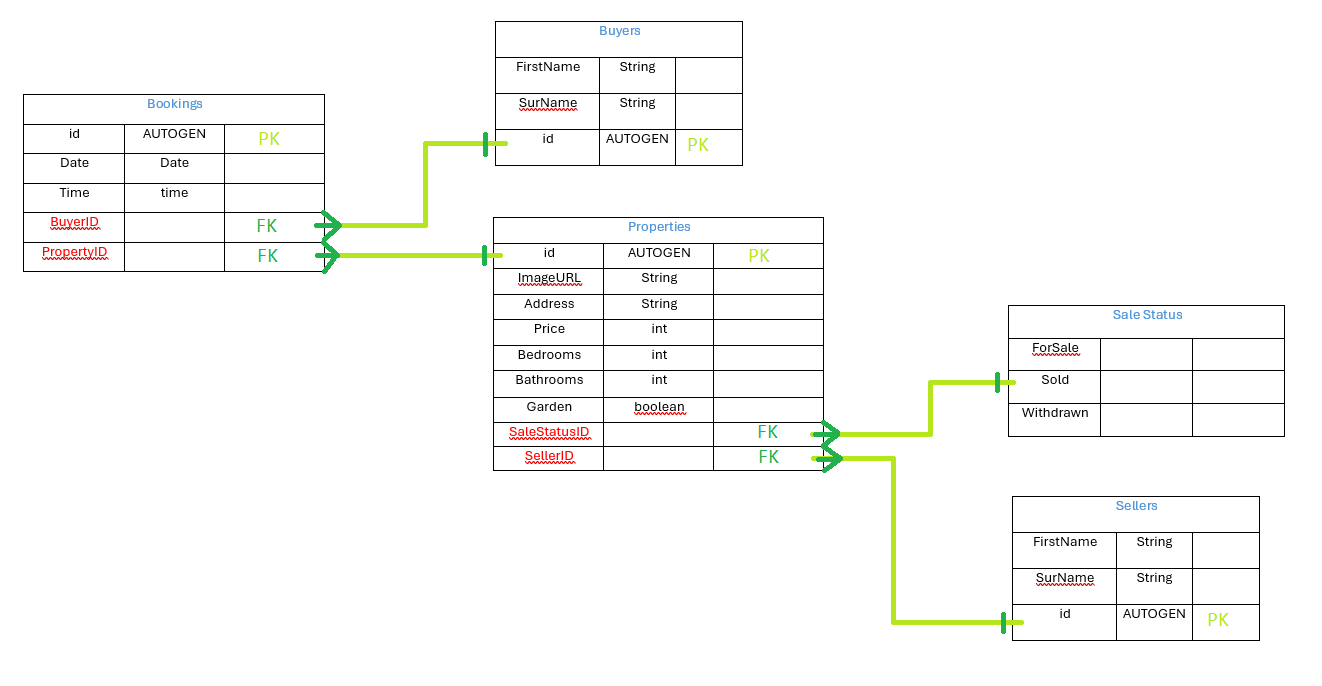 Buyers
FirstName String
SurName String
id AUTOGEN PK
Bookings
id AUTOGEN PK
Date Date
Time time
BuyerID FK
PropertyID FK
Properties
id AUTOGEN PK
ImageURL String
Address String
Price int
Bedrooms int
Bathrooms int
Garden boolean
SaleStatusID FK
SellerID FK
Sale Status
ForSale
Sold
Withdrawn
Sellers
FirstName String
SurName String
id AUTOGEN PK